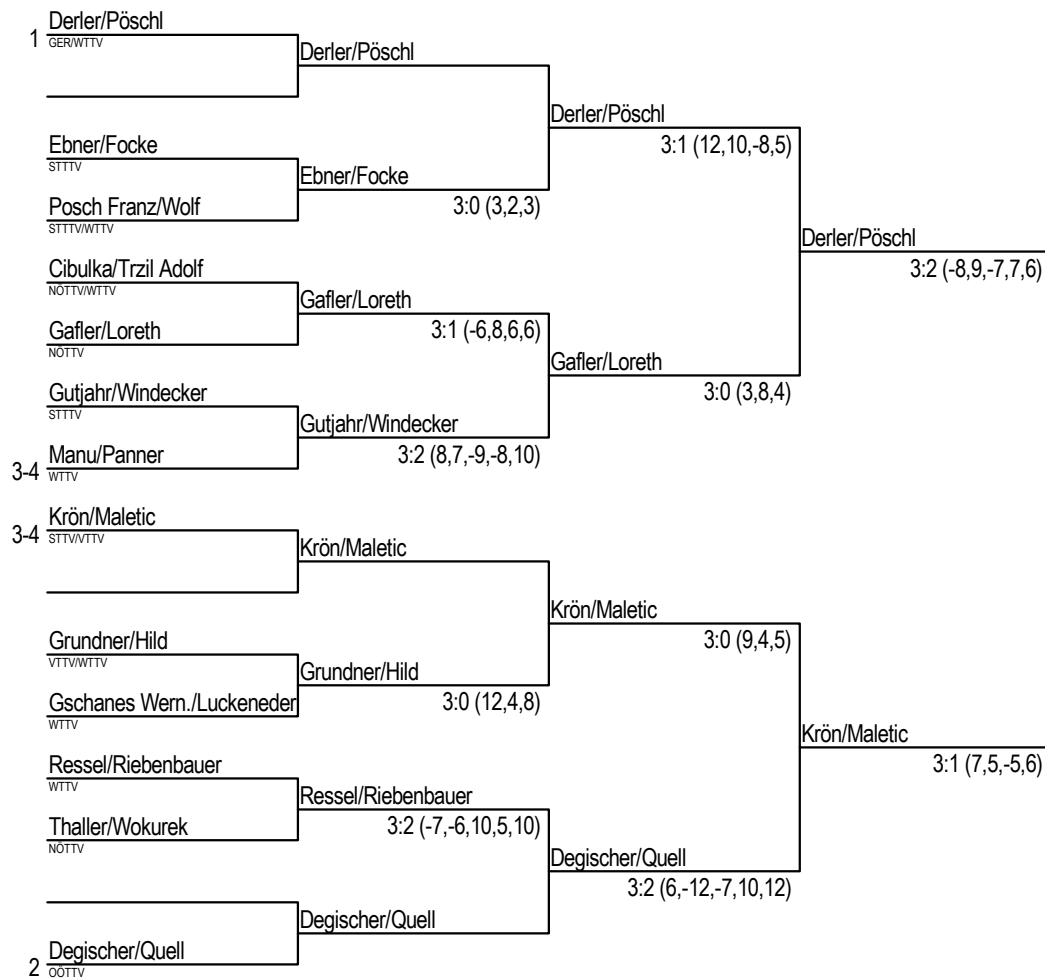 Derler/Pöschl
1
GER/WTTV
Derler/Pöschl
Derler/Pöschl
Ebner/Focke
3:1 (12,10,-8,5)
STTTV
Ebner/Focke
Posch Franz/Wolf
3:0 (3,2,3)
STTTV/WTTV
Derler/Pöschl
Cibulka/Trzil Adolf
3:2 (-8,9,-7,7,6)
NÖTTV/WTTV
Gafler/Loreth
Gafler/Loreth
3:1 (-6,8,6,6)
NÖTTV
Gafler/Loreth
Gutjahr/Windecker
3:0 (3,8,4)
STTTV
Gutjahr/Windecker
Manu/Panner
3:2 (8,7,-9,-8,10)
3-4
WTTV
Krön/Maletic
3-4
STTV/VTTV
Krön/Maletic
Krön/Maletic
Grundner/Hild
3:0 (9,4,5)
VTTV/WTTV
Grundner/Hild
Gschanes Wern./Luckeneder
3:0 (12,4,8)
WTTV
Krön/Maletic
Ressel/Riebenbauer
3:1 (7,5,-5,6)
WTTV
Ressel/Riebenbauer
Thaller/Wokurek
3:2 (-7,-6,10,5,10)
NÖTTV
Degischer/Quell
3:2 (6,-12,-7,10,12)
Degischer/Quell
Degischer/Quell
2
OÖTTV